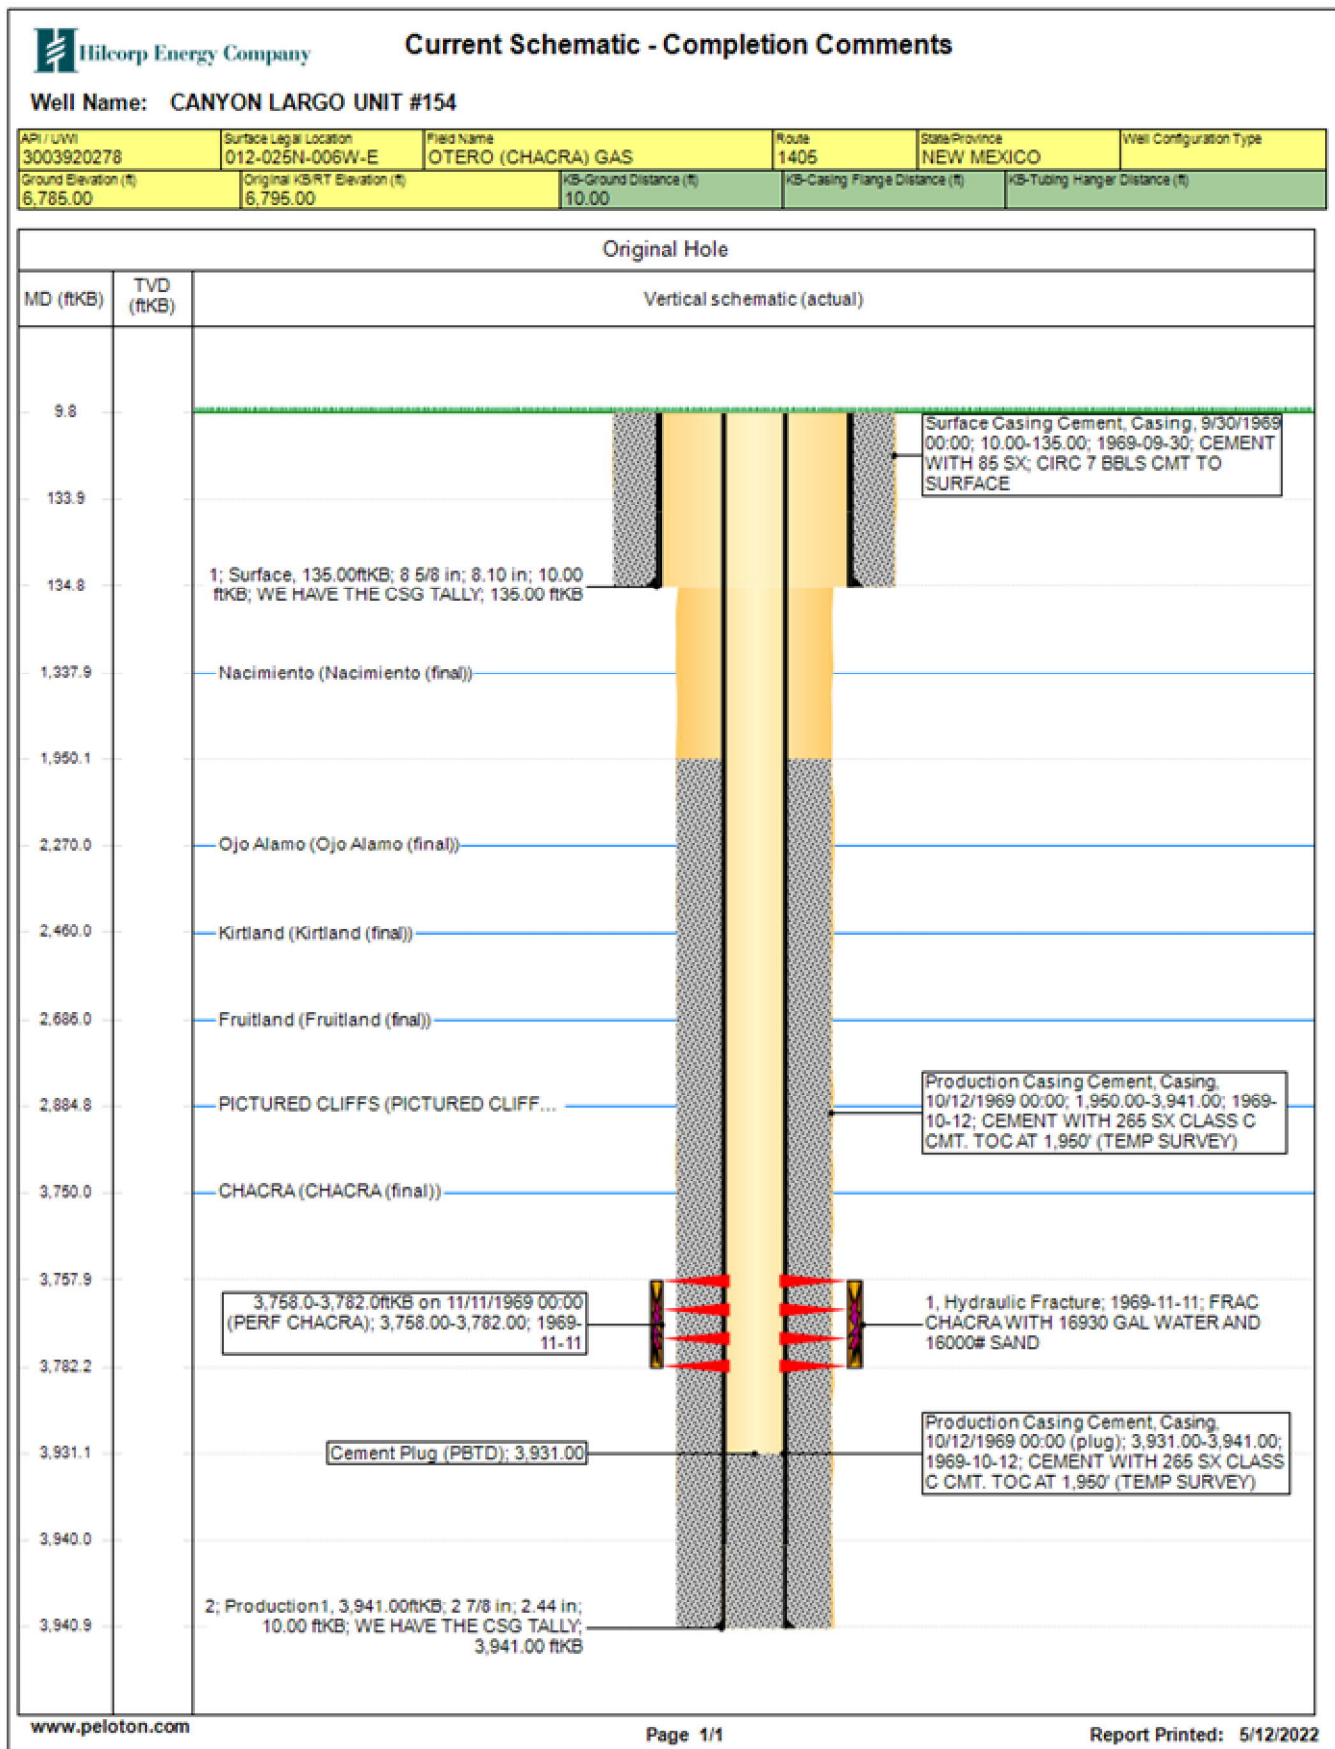 Hilcorp Energy Company
Current Schematic - Completion Comments
Well Name: CANYON LARGO UNIT #154
API / UWI
3003920278
Surface Legal Location
012-025N-006W-E
Field Name
OTERO (CHACRA) GAS
Route
1405
State/Province
NEW MEXICO
Well Configuration Type
Ground Elevation (ft)
6,785.00
Original KB/RT Elevation (ft)
6,795.00
KB-Ground Distance (ft)
10.00
KB-Casing Flange Distance (ft)
KB-Tubing Hanger Distance (ft)
Original Hole
MD (ftKB)
TVD
(ftKB)
Vertical schematic (actual)
9.8
Surface Casing Cement, Casing, 9/30/1969
00:00; 10.00-135.00; 1969-09-30; CEMENT
WITH 85 SX; CIRC 7 BBLS CMT TO
SURFACE
133.9
134.8
1; Surface, 135.00ftKB; 8 5/8 in; 8.10 in; 10.00
ftKB; WE HAVE THE CSG TALLY; 135.00 ftKB
1,337.9
Nacimiento (Nacimiento (final))
1,950.1
2,270.0
Ojo Alamo (Ojo Alamo (final))
2,460.0
Kirtland (Kirtland (final))
2,686.0
Fruitland (Fruitland (final))
2,884.8
PICTURED CLIFFS (PICTURED CLIFF...
Production Casing Cement, Casing,
10/12/1969 00:00; 1,950.00-3,941.00; 1969-
10-12; CEMENT WITH 265 SX CLASS C
CMT. TOC AT 1,950' (TEMP SURVEY)
3,750.0
CHACRA (CHACRA (final))
3,757.9
3,758.0-3,782.0ftKB on 11/11/1969 00:00
(PERF CHACRA); 3,758.00-3,782.00; 1969-
11-11
1, Hydraulic Fracture; 1969-11-11; FRAC
CHACRA WITH 16930 GAL WATER AND
16000# SAND
3,782.2
3,931.1
Cement Plug (PBTD); 3,931.00
Production Casing Cement, Casing,
10/12/1969 00:00 (plug); 3,931.00-3,941.00;
1969-10-12; CEMENT WITH 265 SX CLASS
C CMT. TOC AT 1,950' (TEMP SURVEY)
3,940.0
3,940.9
2; Production1, 3,941.00ftKB; 2 7/8 in; 2.44 in;
10.00 ftKB; WE HAVE THE CSG TALLY;
3,941.00 ftKB
www.peloton.com
Page 1/1
Report Printed: 5/12/2022